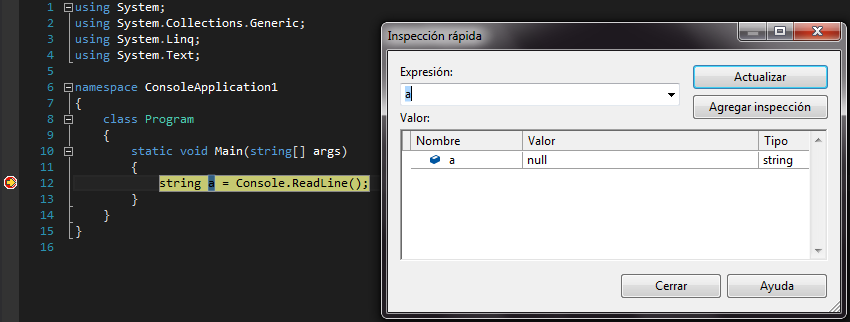 1 using System;
2 using System.Collections.Generic;
3 using System.Linq;
4 using System.Text;
5
6 namespace ConsoleApplication1
7 {
8 class Program
9 {
10 static void Main(string[] args)
11 {
12 string a = Console.ReadLine();
13 }
14 }
15 }
16
Inspección rápida
Expresión:
Actualizar
a
Agregar inspección
Valor:
Nombre Valor Tipo
a null string
Cerrar Ayuda